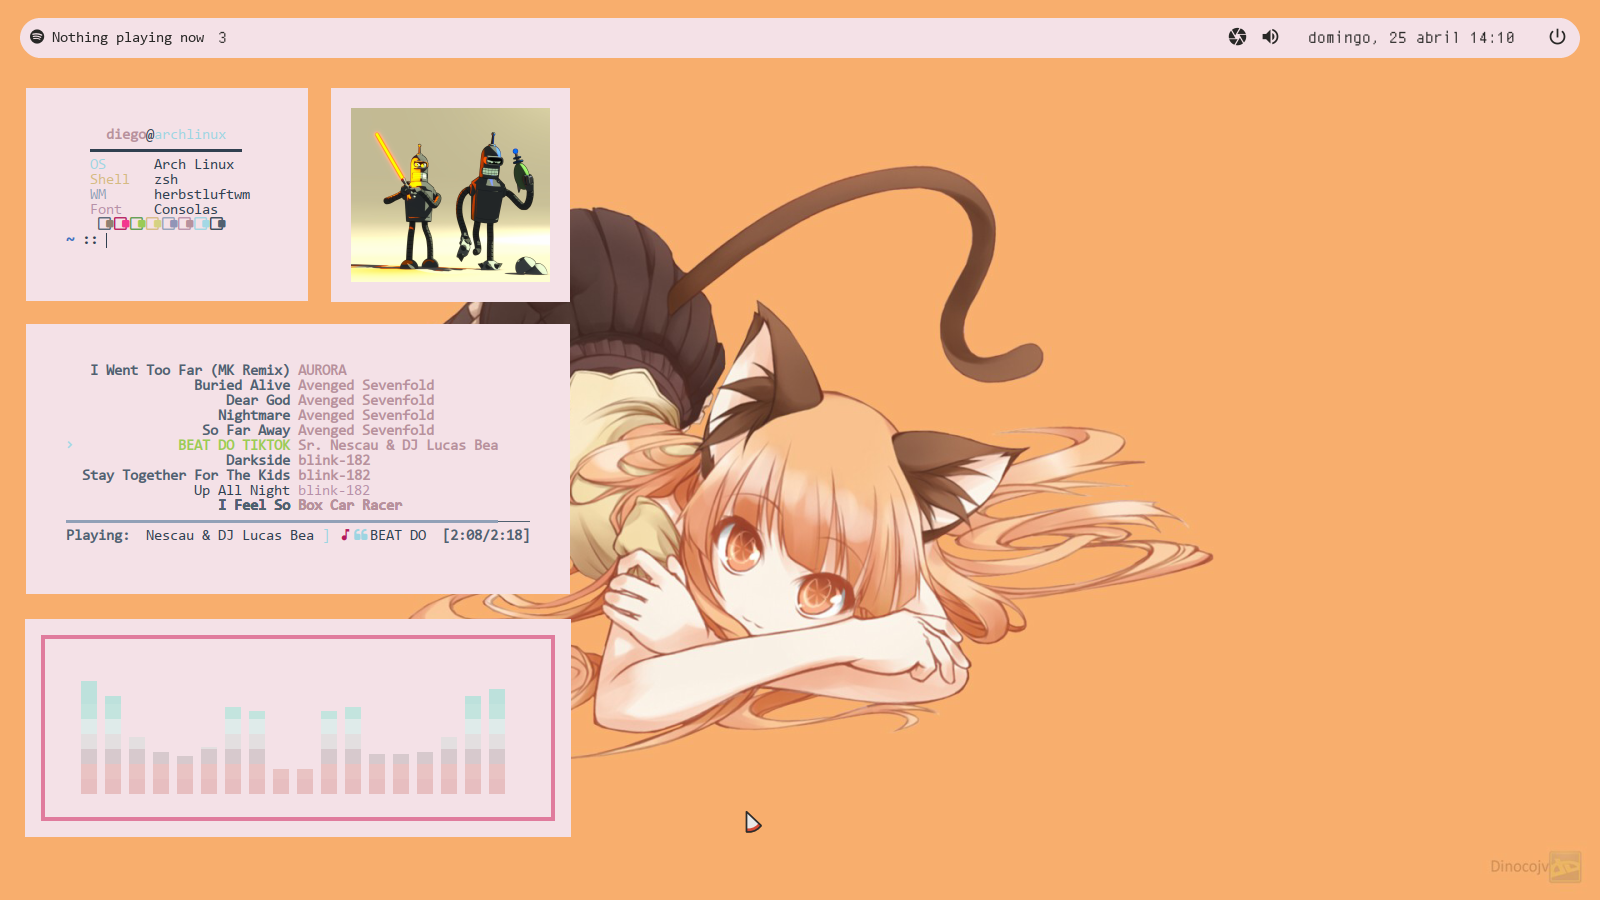 Nothing playing now 3
domingo, 25 abril 14:10
diego@archlinux
OS Arch Linux
Shell zsh
WM herbstluftwm
Font Consolas
~ ::
I Went Too Far (MK Remix) AURORA
Buried Alive Avenged Sevenfold
Dear God Avenged Sevenfold
Nightmare Avenged Sevenfold
So Far Away Avenged Sevenfold
› BEAT DO TIKTOK Sr. Nescau & DJ Lucas Bea
Darkside blink-182
Stay Together For The Kids blink-182
Up All Night blink-182
I Feel So Box Car Racer
Playing: Nescau & DJ Lucas Bea ] ♪❝BEAT DO [2:08/2:18]
Dinocojv